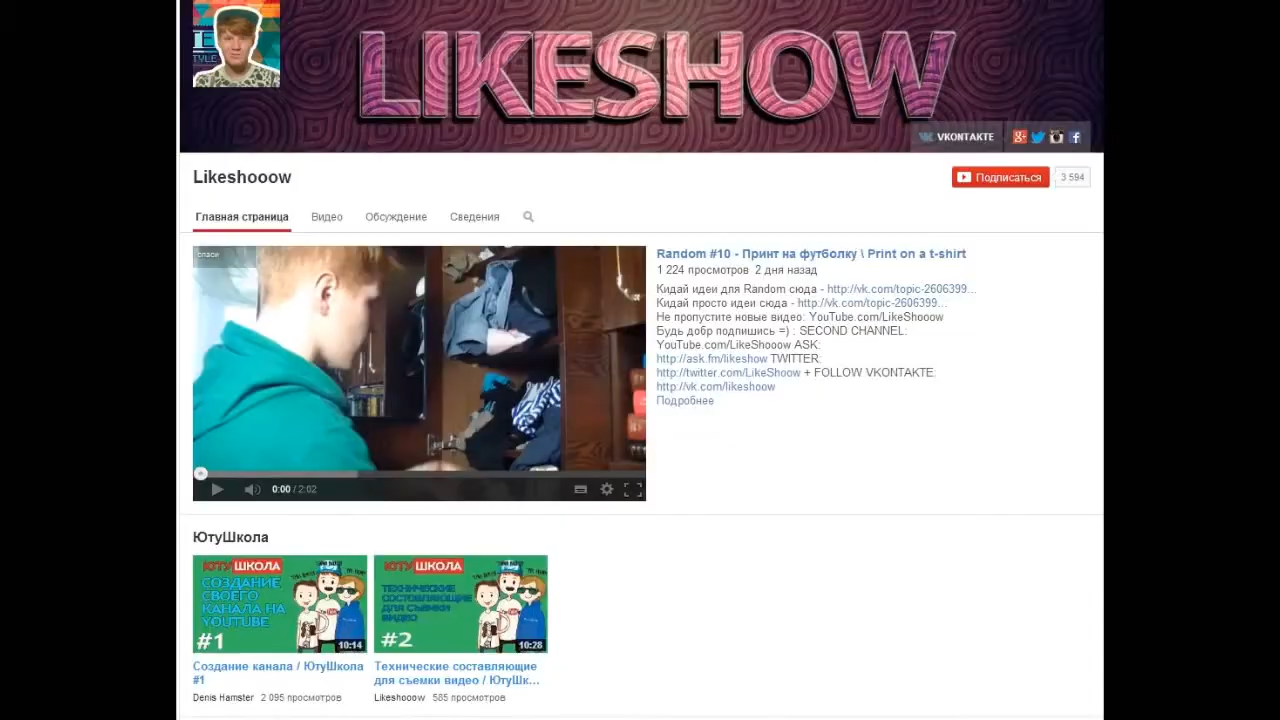 LIKESHOW
VKONTAKTE
Likeshooow
Подписаться
3 594
Главная страница
Видео
Обсуждение
Сведения
Random #10 - Принт на футболку \ Print on a t-shirt
1 224 просмотров 2 дня назад
Кидай идеи для Random сюда - http://vk.com/topic-2606399...
Кидай просто идеи сюда - http://vk.com/topic-2606399...
Не пропустите новые видео: YouTube.com/LikeShooow
Будь добр подпишись =) : SECOND CHANNEL:
YouTube.com/LikeShooow ASK:
http://ask.fm/likeshow TWITTER:
http://twitter.com/LikeShoow + FOLLOW VKONTAKTE:
http://vk.com/likeshoow
Подробнее
0:00 / 2:02
ЮтуШкола
ЮТУ ШКОЛА
СОЗДАНИЕ
СВОЕГО
КАНАЛА НА
YOUTUBE
#1
10:14
ЮТУ ШКОЛА
ТЕХНИЧЕСКИЕ
СОСТОВЛЯЮЩИЕ
ДЛЯ СЪЕМКИ
ВИДЕО
#2
10:28
Создание канала / ЮтуШкола
#1
Denis Hamster 2 095 просмотров
Технические составляющие
для съемки видео / ЮтуШк...
Likeshooow 585 просмотров